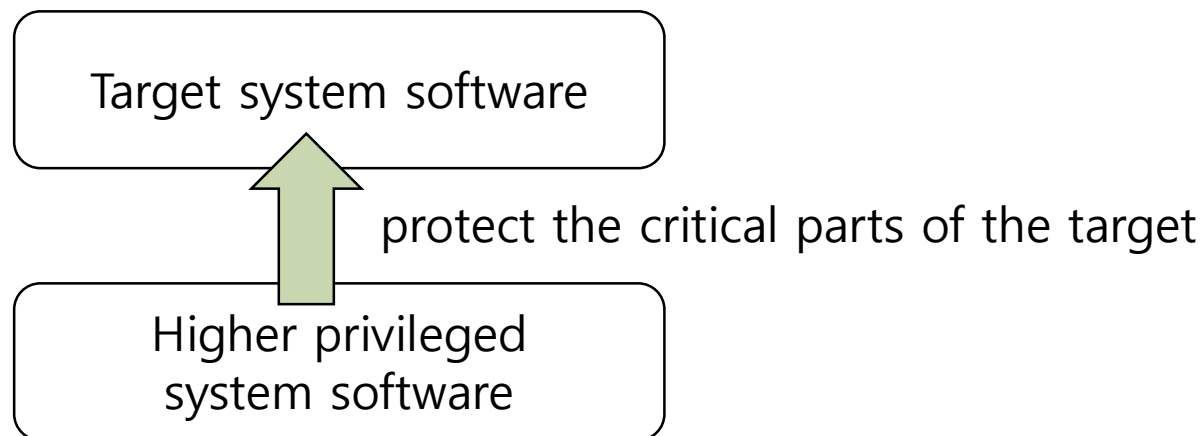 Target system software
protect the critical parts of the target
Higher privileged
system software